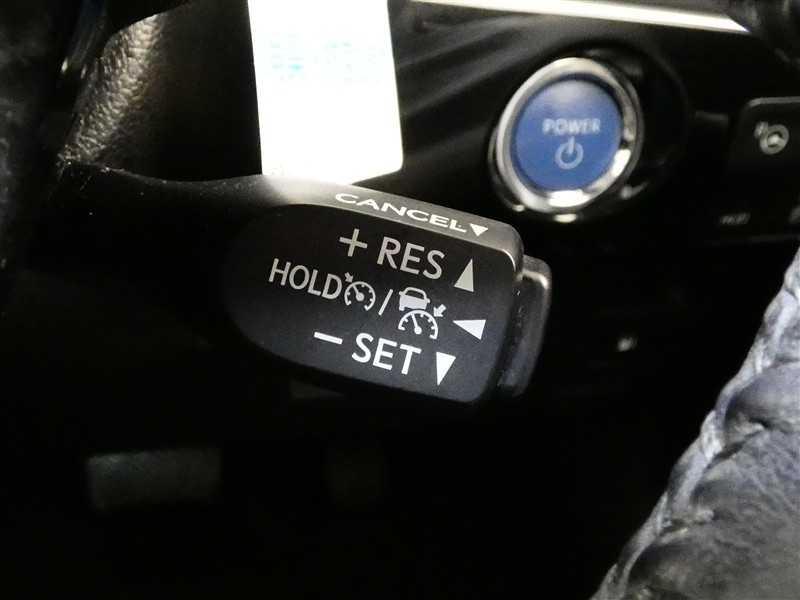 POWER
CANCEL▼
+ RES ▲
HOLD / ◀
− SET ▼